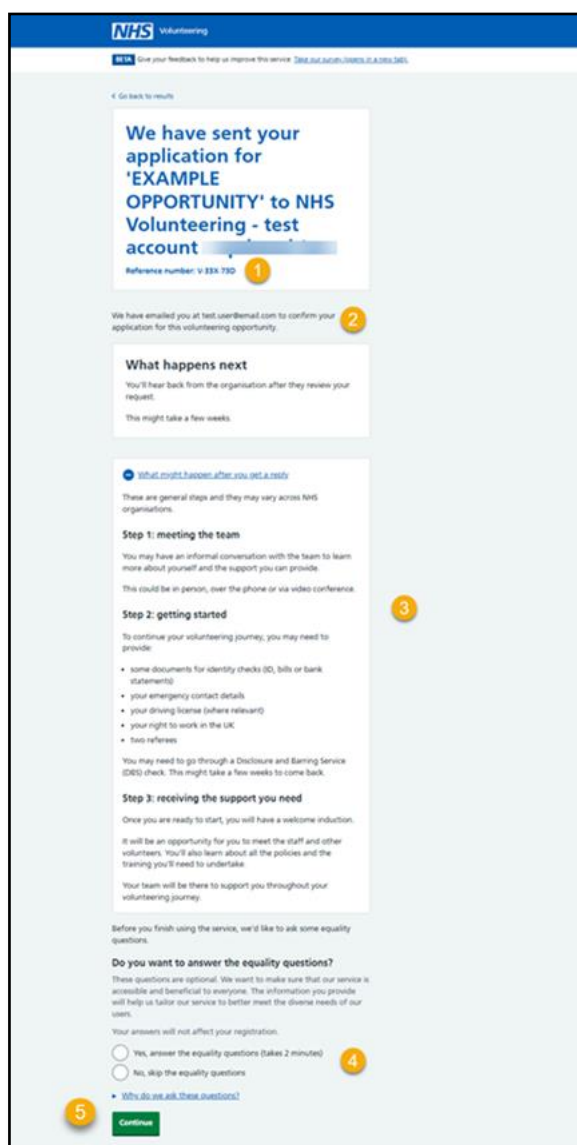 NHS Volunteering
BETA Give your feedback to help us improve this service Take our survey (opens in a new tab).
Go back to results
We have sent your
application for
'EXAMPLE
OPPORTUNITY' to NHS
Volunteering - test
account
Reference number: V-33X-73D
1
We have emailed you at test.user@email.com to confirm your
application for this volunteering opportunity.
2
What happens next
You'll hear back from the organisation after they review your
request.
This might take a few weeks.
What might happen after you get a reply
These are general steps and they may vary across NHS
organisations.
Step 1: meeting the team
You may have an informal conversation with the team to learn
more about yourself and the support you can provide.
This could be in person, over the phone or via video conference.
3
Step 2: getting started
To continue your volunteering journey, you may need to
provide:
• some documents for identity checks (ID, bills or bank
statements)
• your emergency contact details
• your driving license (where relevant)
• your right to work in the UK
• two referees
You may need to go through a Disclosure and Barring Service
(DBS) check. This might take a few weeks to come back.
Step 3: receiving the support you need
Once you are ready to start, you will have a welcome induction.
It will be an opportunity for you to meet the staff and other
volunteers. You'll also learn about all the policies and the
training you'll need to undertake.
Your team will be there to support you throughout your
volunteering journey.
Before you finish using the service, we'd like to ask some equality
questions.
Do you want to answer the equality questions?
These questions are optional. We want to make sure that our service is
accessible and beneficial to everyone. The information you provide
will help us tailor our service to better meet the diverse needs of our
users.
Your answers will not affect your registration.
Yes, answer the equality questions (takes 2 minutes)
No, skip the equality questions
4
Why do we ask these questions?
5
Continue